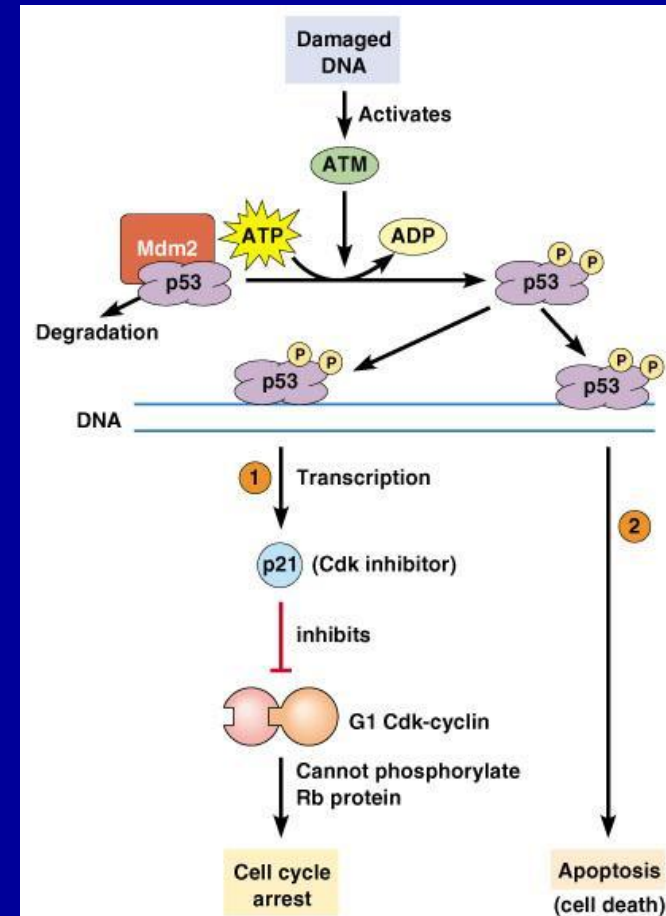 Damaged
DNA
Activates
ATM
Mdm2
ATP
ADP
p53
P
P
p53
Degradation
P
P
p53
P
P
p53
DNA
1
Transcription
2
p21
(Cdk inhibitor)
inhibits
G1 Cdk-cyclin
Cannot phosphorylate
Rb protein
Cell cycle
arrest
Apoptosis
(cell death)